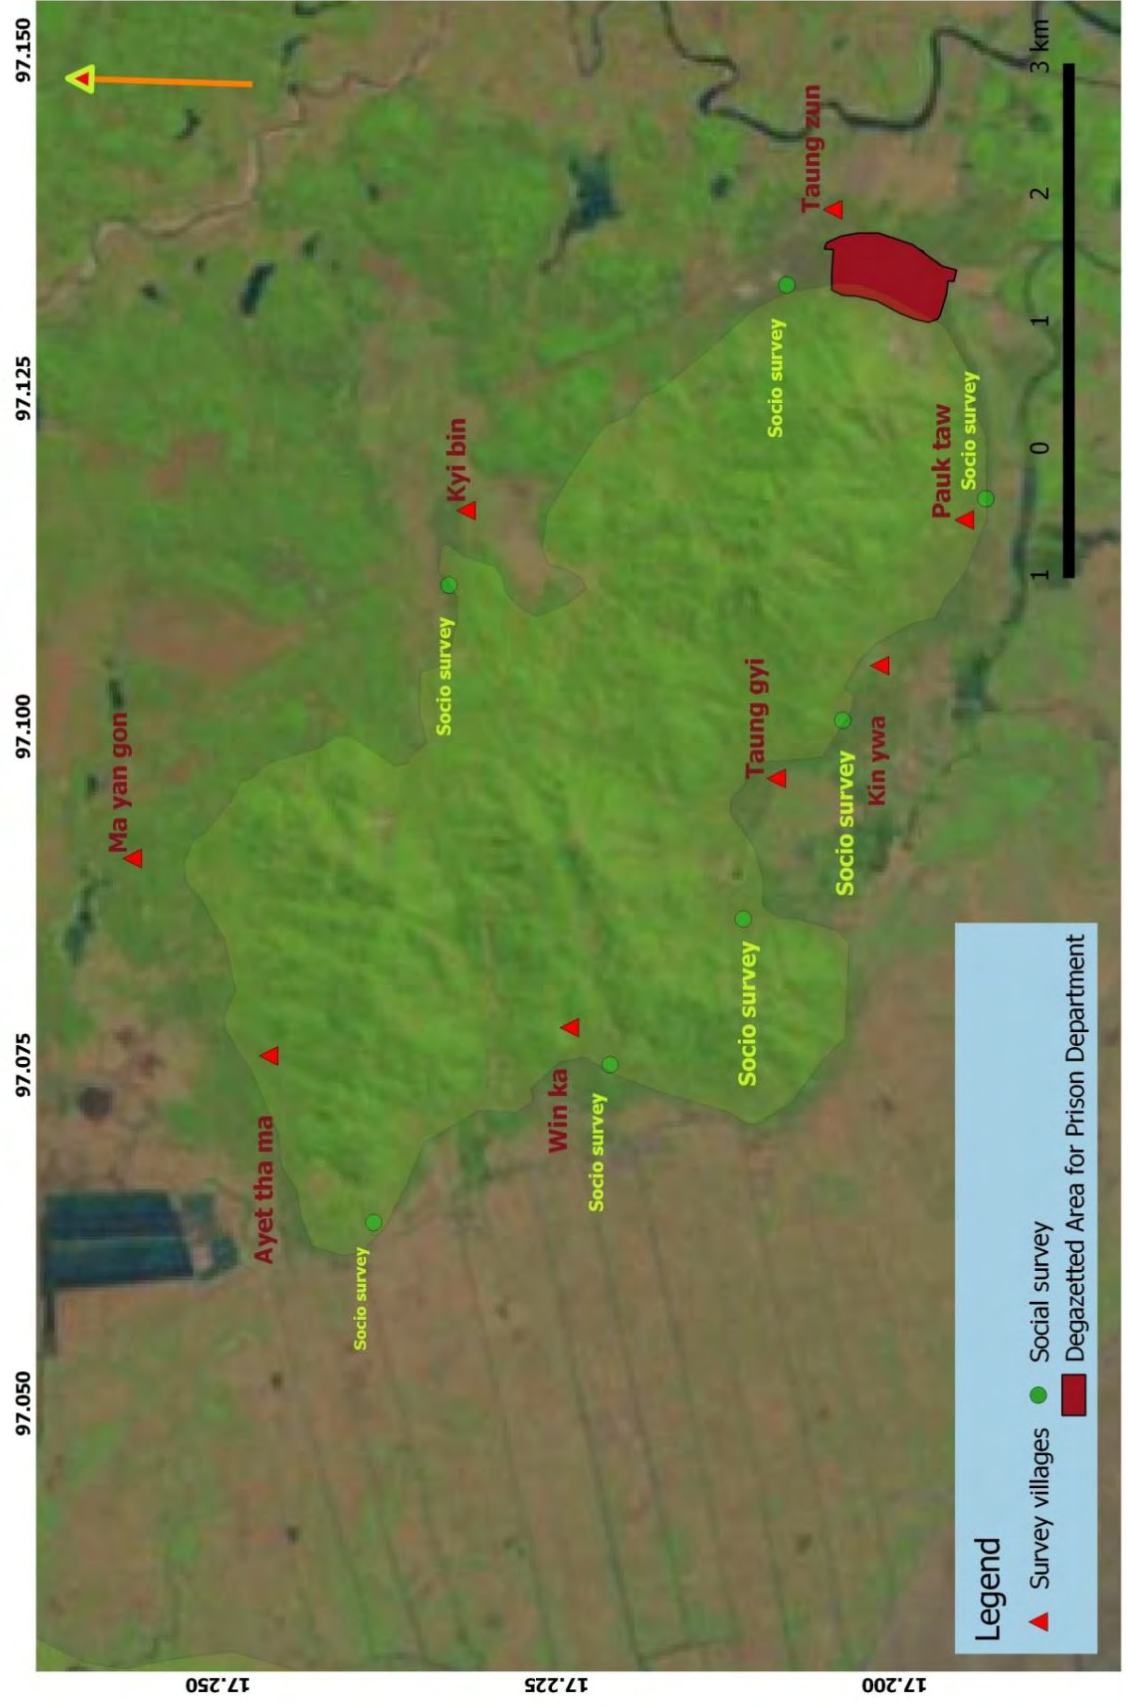 97.050
97.075
97.100
97.125
97.150
17.250
17.225
17.200
Ma yan gon
Ayet tha ma
Socio survey
Kyi bin
Socio survey
Win ka
Socio survey
Taung gyi
Socio survey
Socio survey
Kin ywa
Taung zun
Socio survey
Pauk taw
Socio survey
Legend
Survey villages
Social survey
Degazetted Area for Prison Department
1 0 1 2 3 km